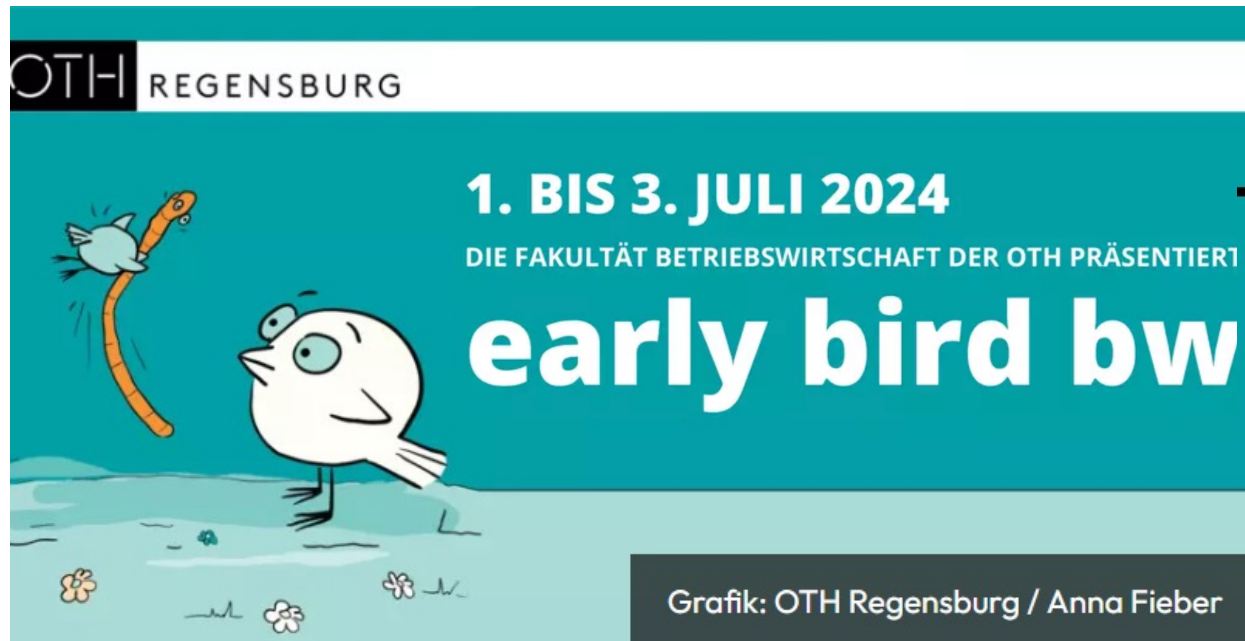 OTH REGENSBURG
1. BIS 3. JULI 2024
DIE FAKULTÄT BETRIEBSWIRTSCHAFT DER OTH PRÄSENTIERT
early bird bw
Grafik: OTH Regensburg / Anna Fieber